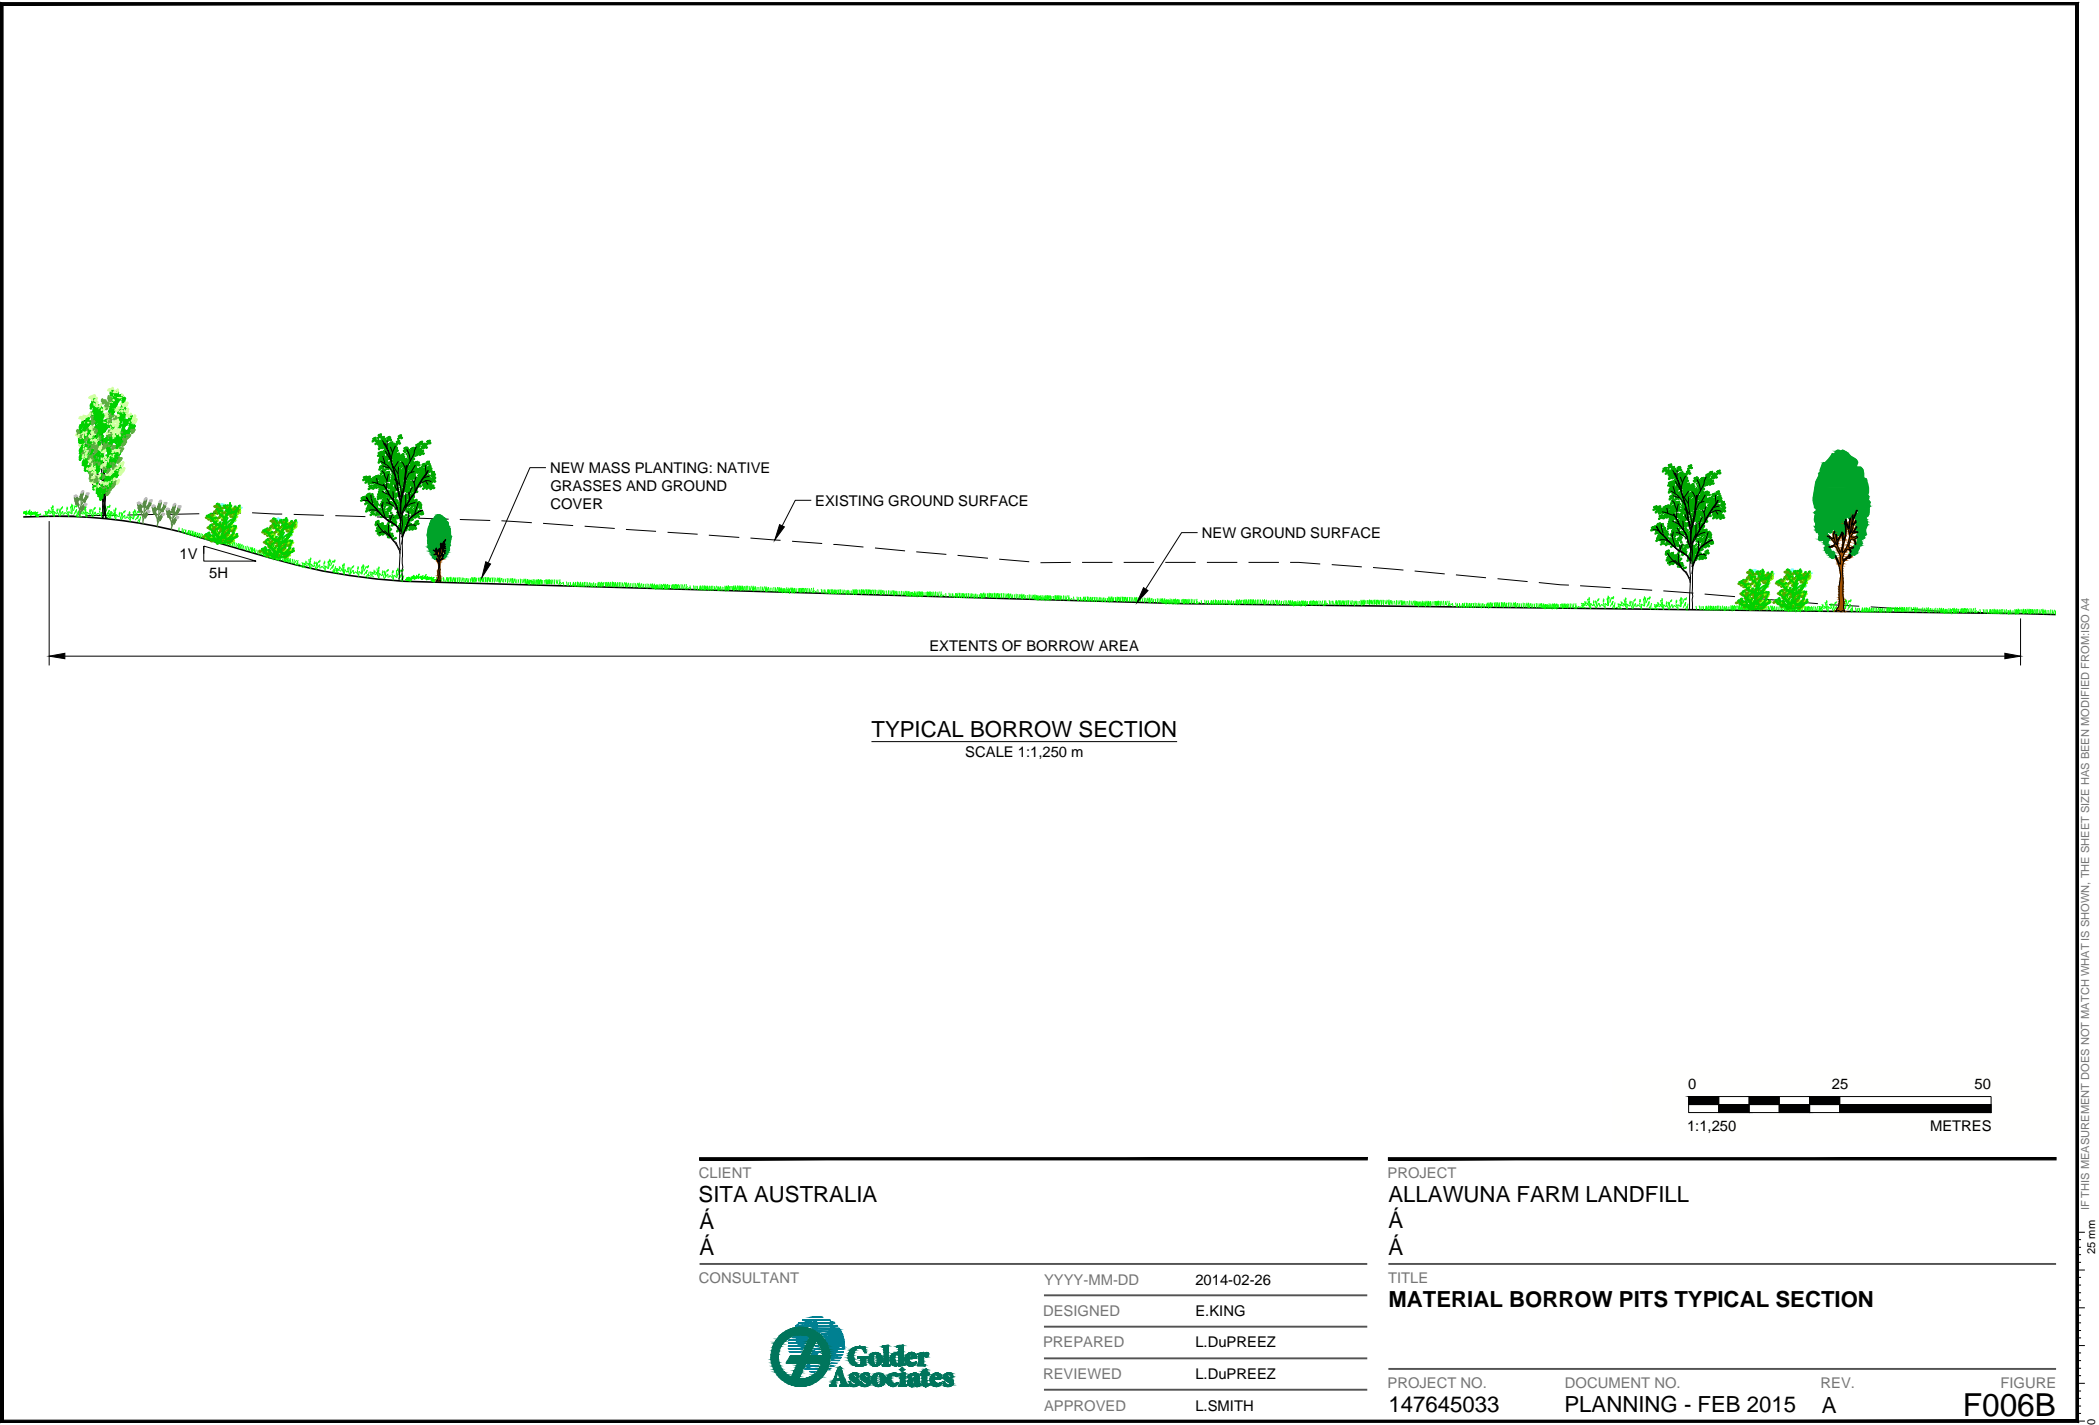 NEW MASS PLANTING: NATIVE
GRASSES AND GROUND
COVER
EXISTING GROUND SURFACE
NEW GROUND SURFACE
1V
5H
EXTENTS OF BORROW AREA
TYPICAL BORROW SECTION
SCALE 1:1,250 m
0 25 50
1:1,250 METRES
CLIENT
SITA AUSTRALIA
Á
Á
CONSULTANT
Golder
Associates
YYYY-MM-DD 2014-02-26
DESIGNED E.KING
PREPARED L.DuPREEZ
REVIEWED L.DuPREEZ
APPROVED L.SMITH
PROJECT
ALLAWUNA FARM LANDFILL
Á
Á
TITLE
MATERIAL BORROW PITS TYPICAL SECTION
PROJECT NO. DOCUMENT NO. REV. FIGURE
147645033 PLANNING - FEB 2015 A F006B
IF THIS MEASUREMENT DOES NOT MATCH WHAT IS SHOWN, THE SHEET SIZE HAS BEEN MODIFIED FROM:ISO A4
25 mm
0